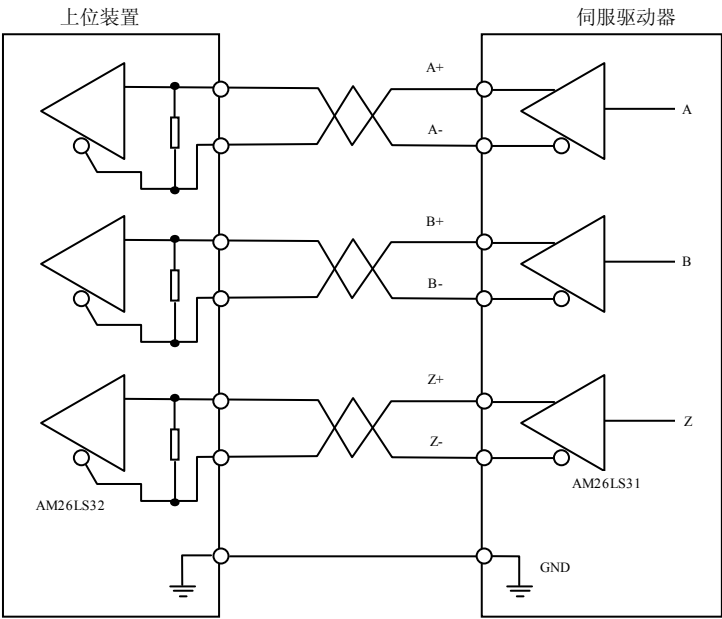 上位装置
伺服驱动器
A+
A
A-
B+
B
B-
Z+
Z
Z-
AM26LS32
AM26LS31
GND